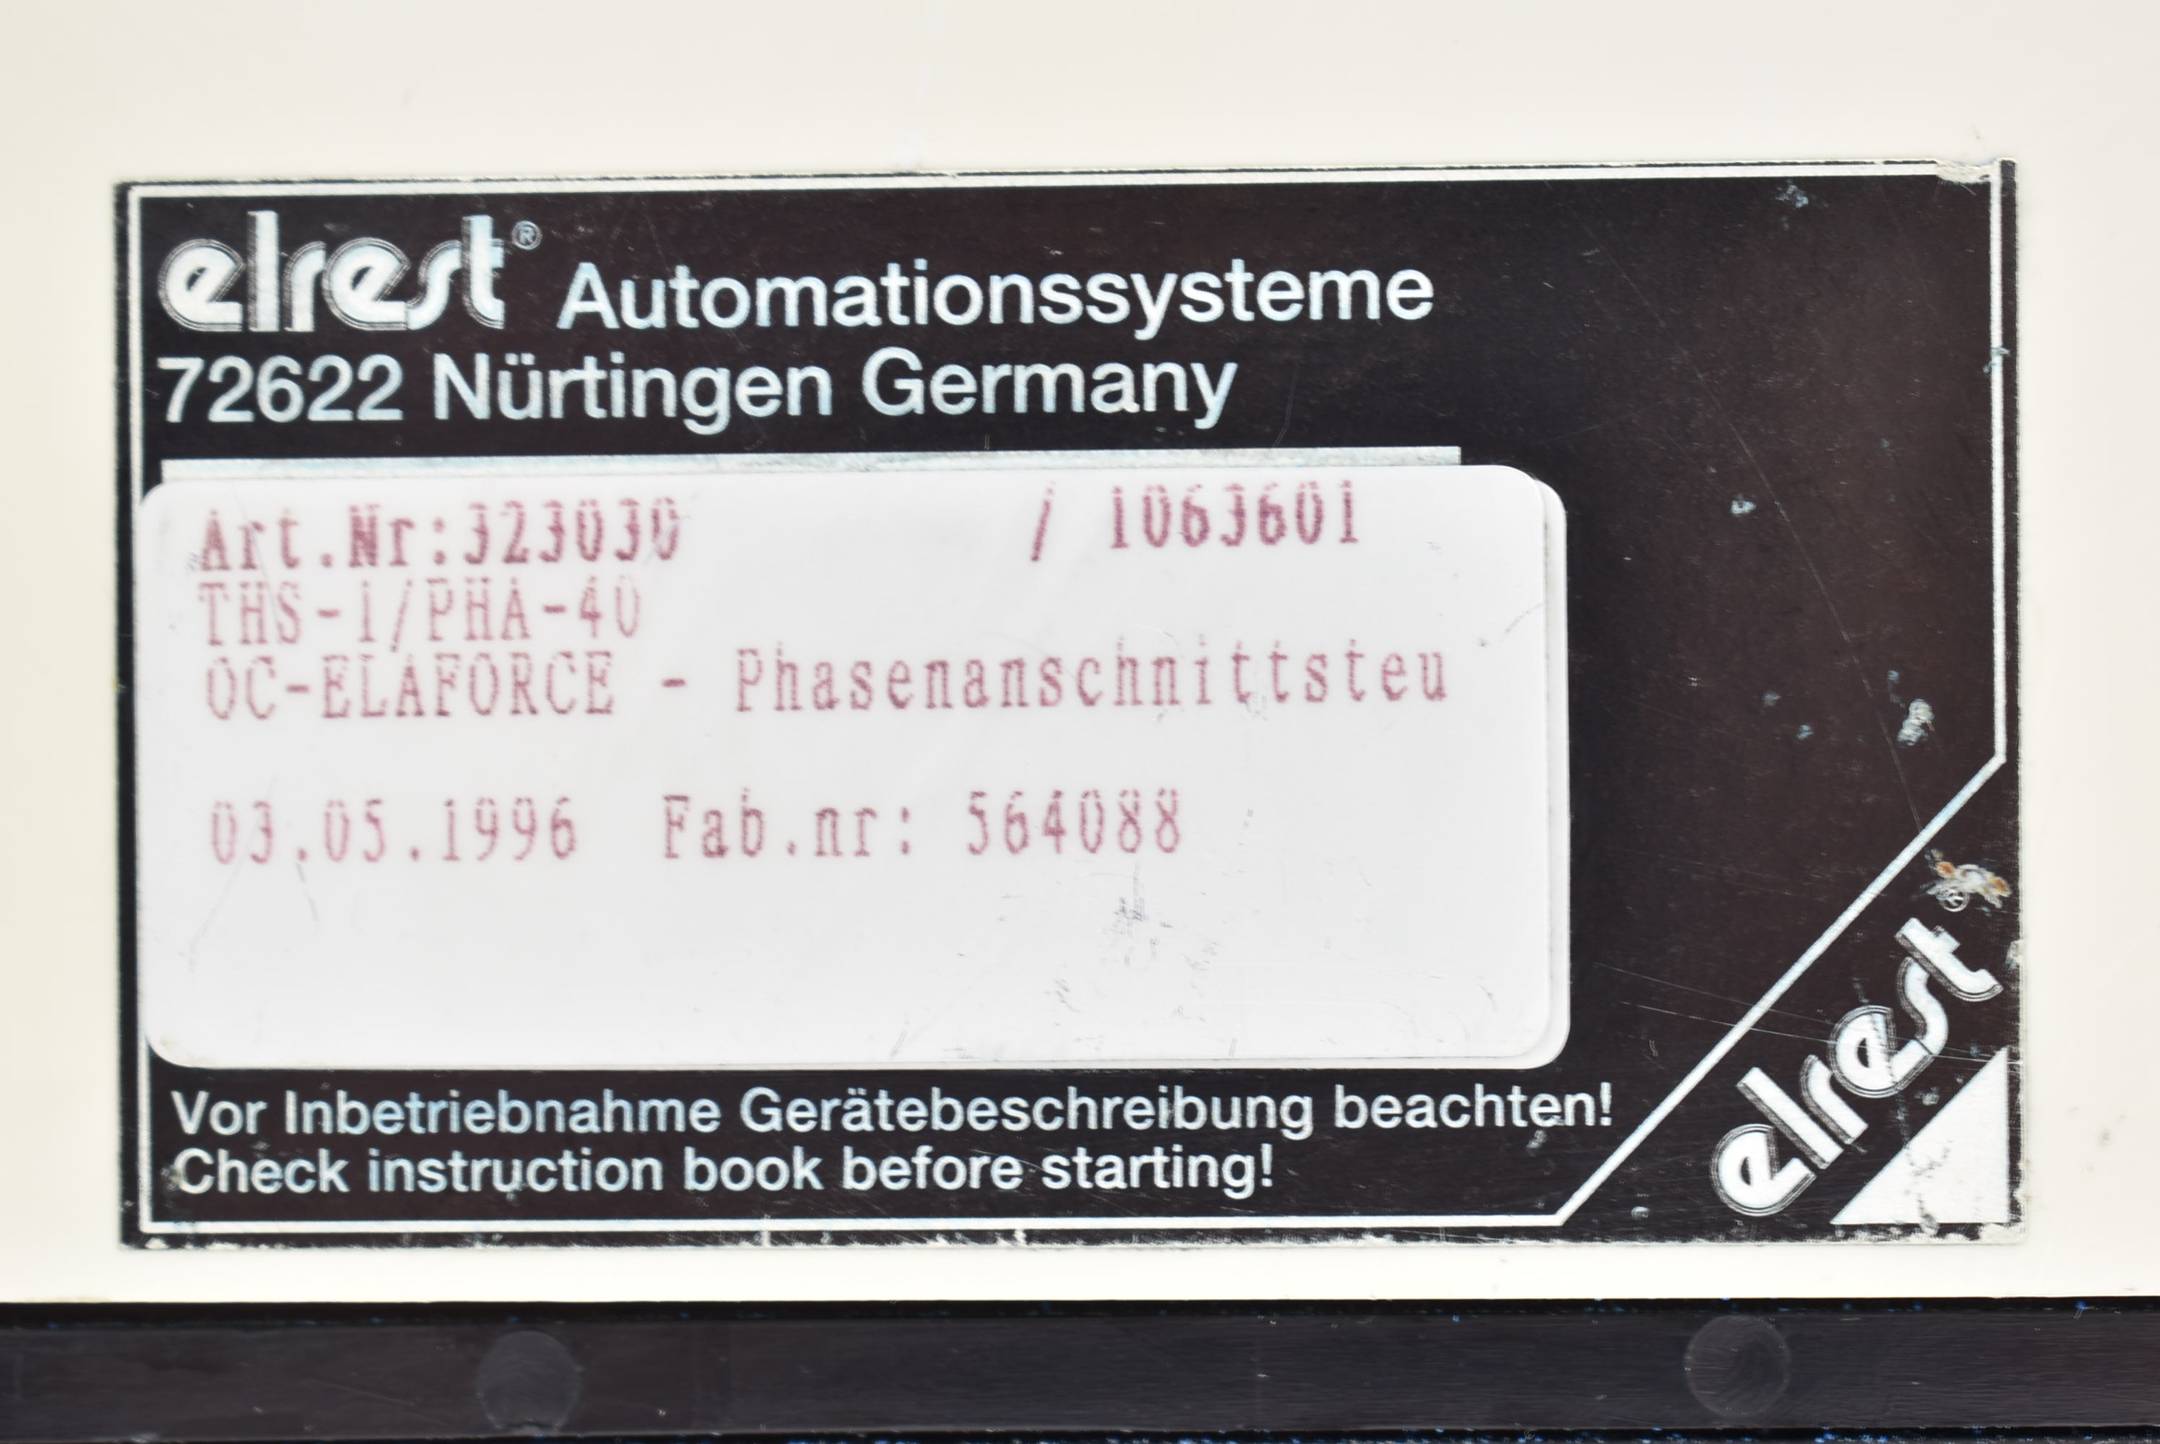 elrest® Automationssysteme
72622 Nürtingen Germany
Art.Nr:323030 / 1063601
THS-1/PHA-40
OC-ELAFORCE - Phasenanschnittsteu
03.05.1996 Fab.nr: 564088
Vor Inbetriebnahme Gerätebeschreibung beachten!
Check instruction book before starting!
elrest®